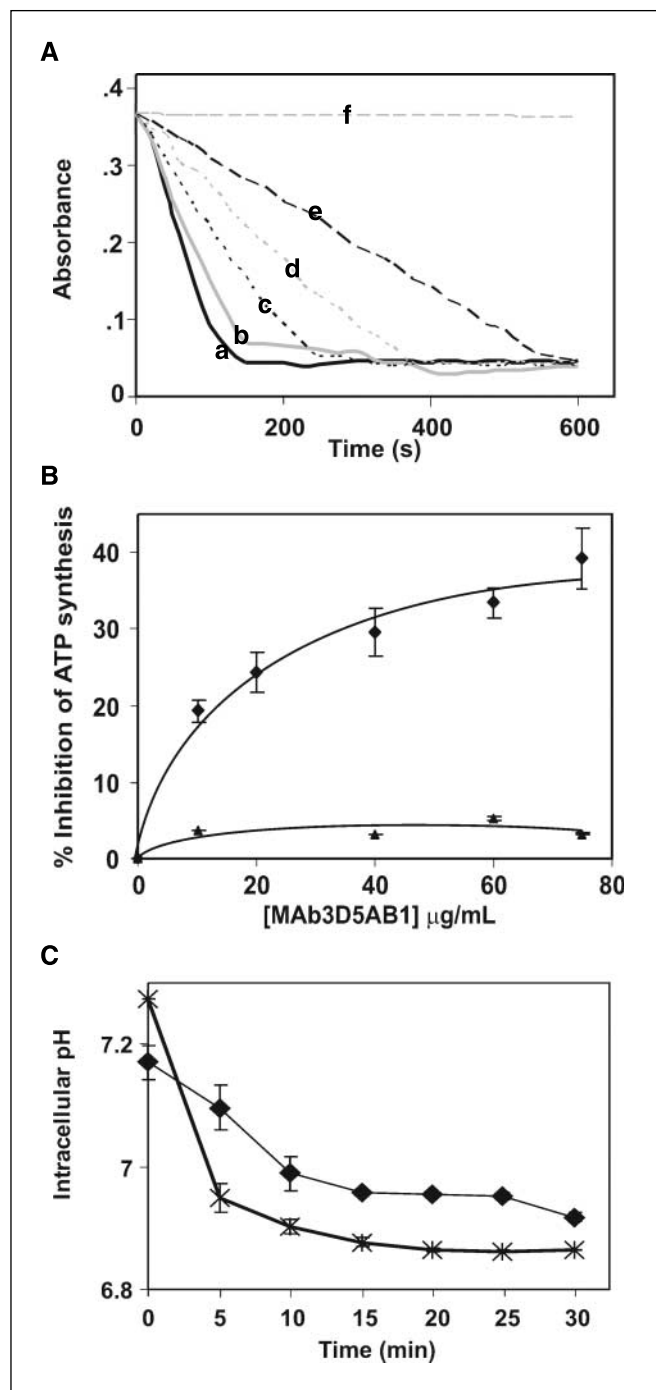 A
.4
.3
.2
.1
0
Absorbance
f
e
d
c
b
a
0 200 400 600
Time (s)
B
40
30
20
10
0
% Inhibition of ATP synthesis
0 20 40 60 80
[MAb3D5AB1] μg/mL
C
7.2
7
6.8
Intracellular pH
0 5 10 15 20 25 30
Time (min)